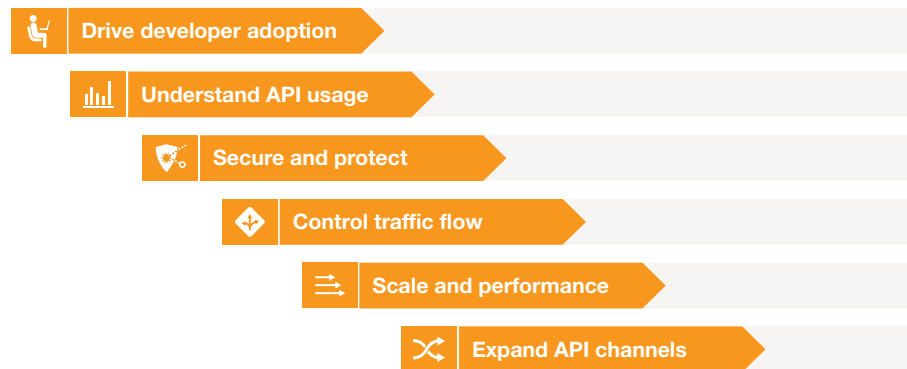 Drive developer adoption
Understand API usage
Secure and protect
Control traffic flow
Scale and performance
Expand API channels